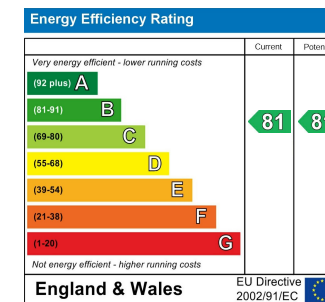 Energy Efficiency Rating
Current
Very energy efficient - lower running costs
(92 plus) A
(81-91) B
(69-80) C
(55-68) D
(39-54) E
(21-38) F
(1-20) G
81
Not energy efficient - higher running costs
England & Wales
EU Directive
2002/91/EC